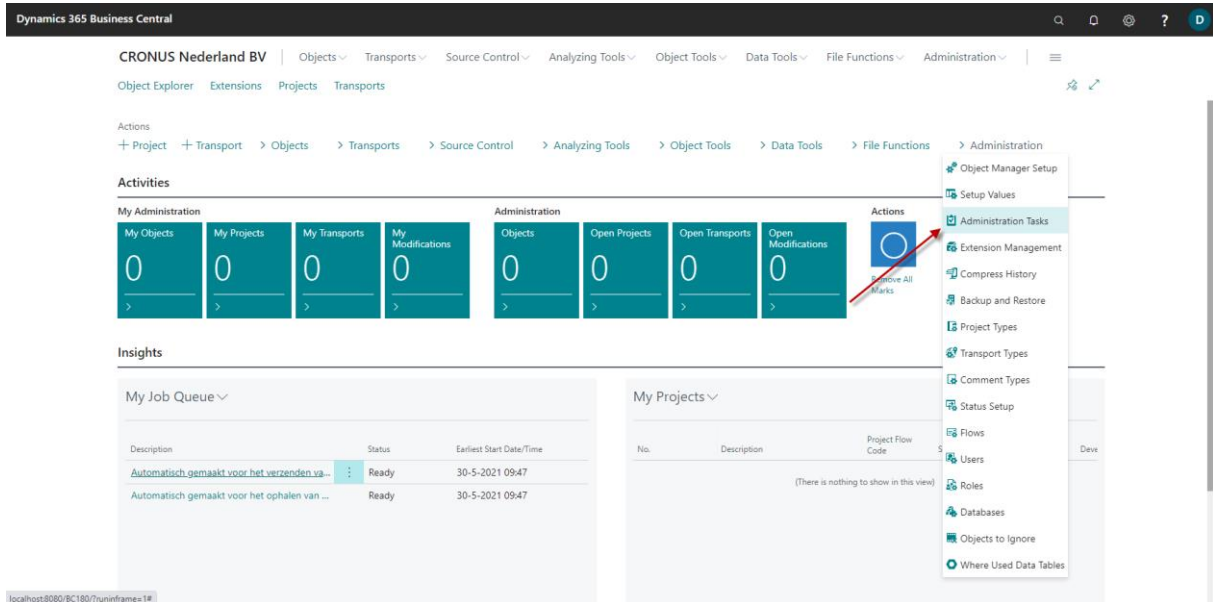 Dynamics 365 Business Central
?
D
CRONUS Nederland BV
Objects Transports Source Control Analyzing Tools Object Tools Data Tools File Functions Administration
Object Explorer Extensions Projects Transports
Actions
+ Project + Transport > Objects > Transports > Source Control > Analyzing Tools > Object Tools > Data Tools > File Functions > Administration
Object Manager Setup
Setup Values
Administration Tasks
Extension Management
Compress History
Backup and Restore
Project Types
Transport Types
Comment Types
Status Setup
Flows
Users
Roles
Databases
Objects to Ignore
Where Used Data Tables
Activities
My Administration
My Objects
0
My Projects
0
My Transports
0
My Modifications
0
Administration
Objects
0
Open Projects
0
Open Transports
0
Open Modifications
0
Actions
Remove All
Marks
Insights
My Job Queue
Description Status Earliest Start Date/Time
Automatisch gemaakt voor het verzenden va... Ready 30-5-2021 09:47
Automatisch gemaakt voor het ophalen van ... Ready 30-5-2021 09:47
My Projects
No. Description Project Flow Code S Deve
(There is nothing to show in this view)
localhost:8080/BC180/?runinframe=1#